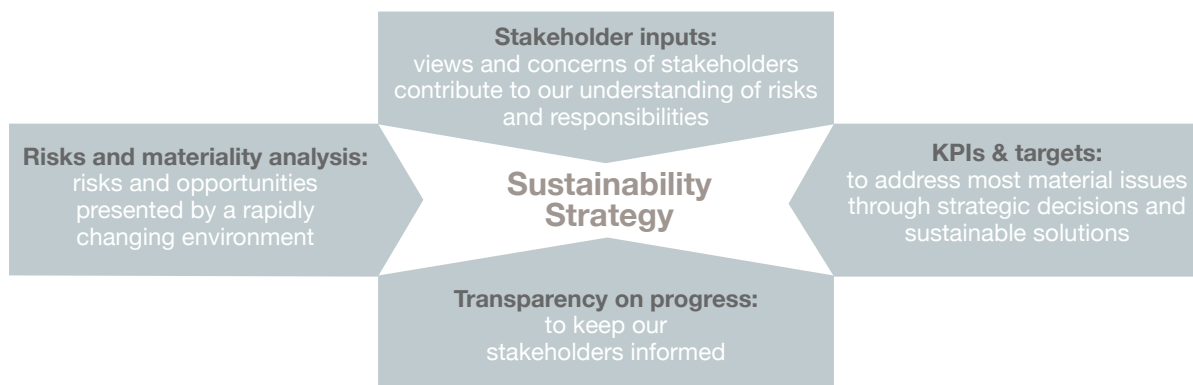 Stakeholder inputs:
views and concerns of stakeholders
contribute to our understanding of risks
and responsibilities
Risks and materiality analysis:
risks and opportunities
presented by a rapidly
changing environment
Sustainability
Strategy
KPIs & targets:
to address most material issues
through strategic decisions and
sustainable solutions
Transparency on progress:
to keep our
stakeholders informed